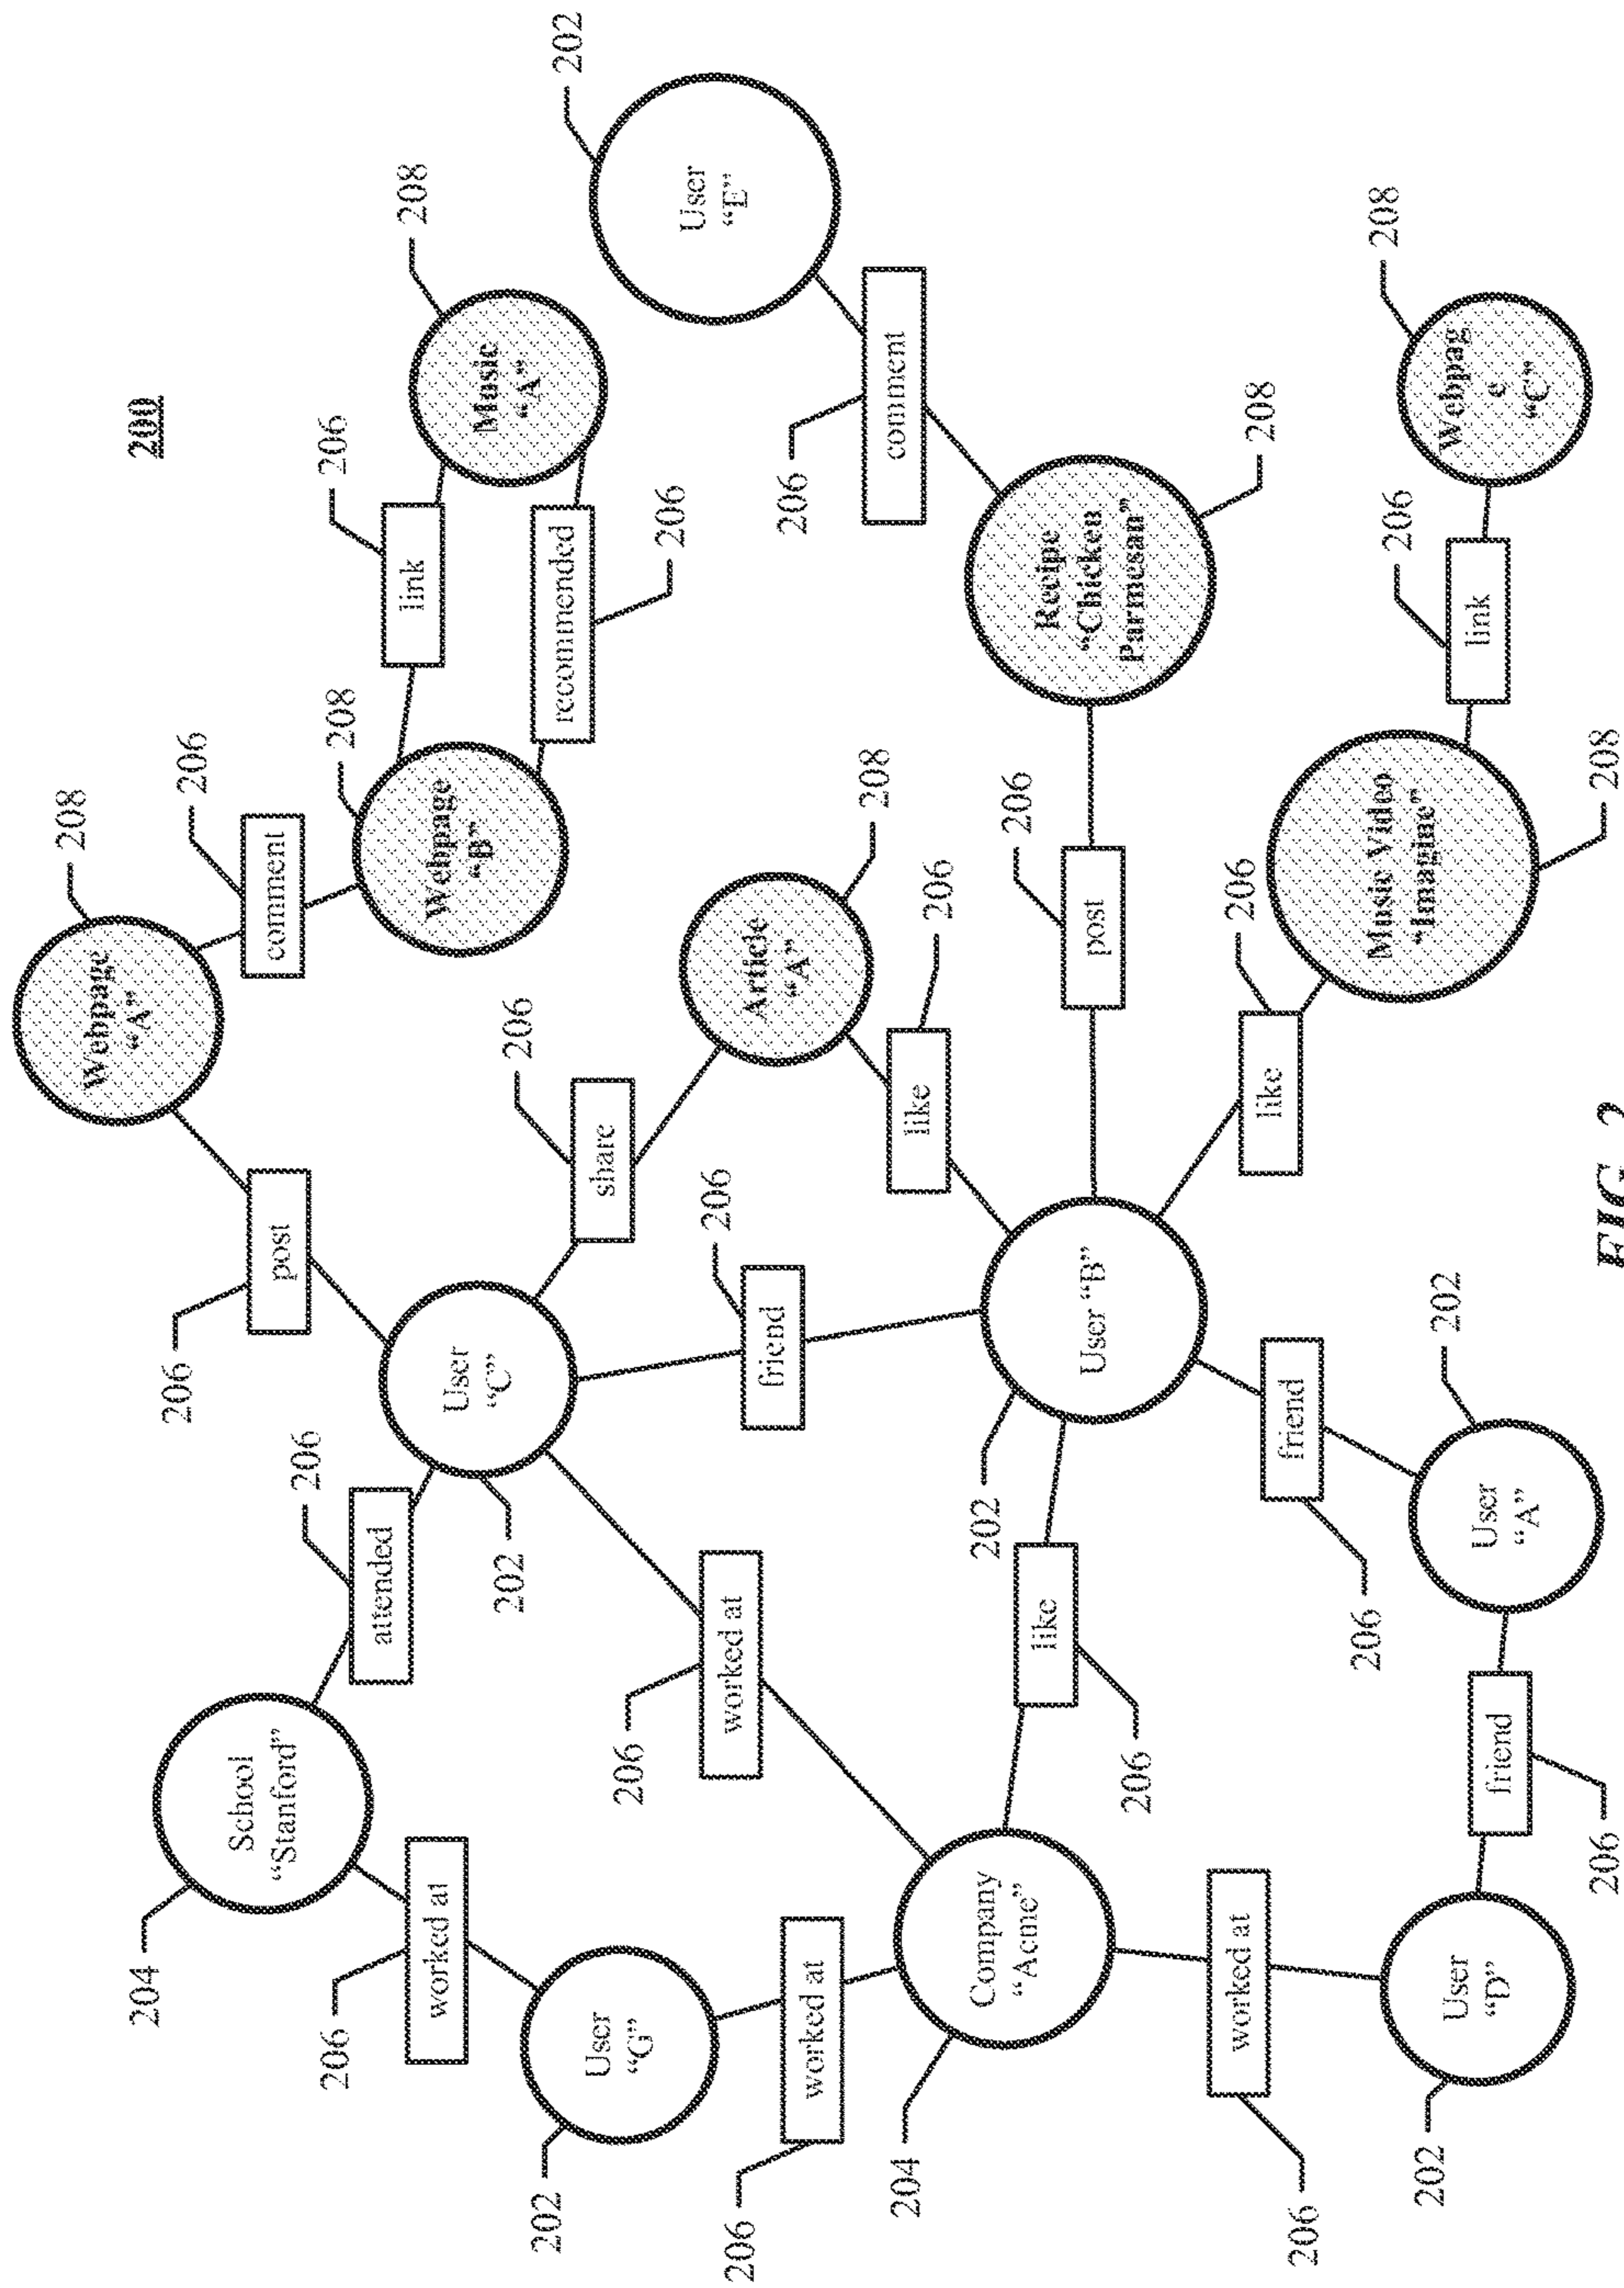 200
204
206
206
206
208
School
"Stanford"
attended
post
Webpage
"A"
206
comment
206
worked at
202
User
"C"
208
Webpage
"B"
206
link
208
Music
"A"
recommended
206
202
User
"G"
206
worked at
206
worked at
206
friend
206
share
Article
"A"
208
202
User
"E"
206
comment
204
Company
"Acme"
like
206
202
User "B"
like
206
206
post
Recipe
"Chicken
Parmesan"
208
206
worked at
friend
206
206
like
Music Video
"Imagine"
208
206
link
208
Webpag
e
"C"
202
User
"D"
friend
206
202
User
"A"
FIG. 2